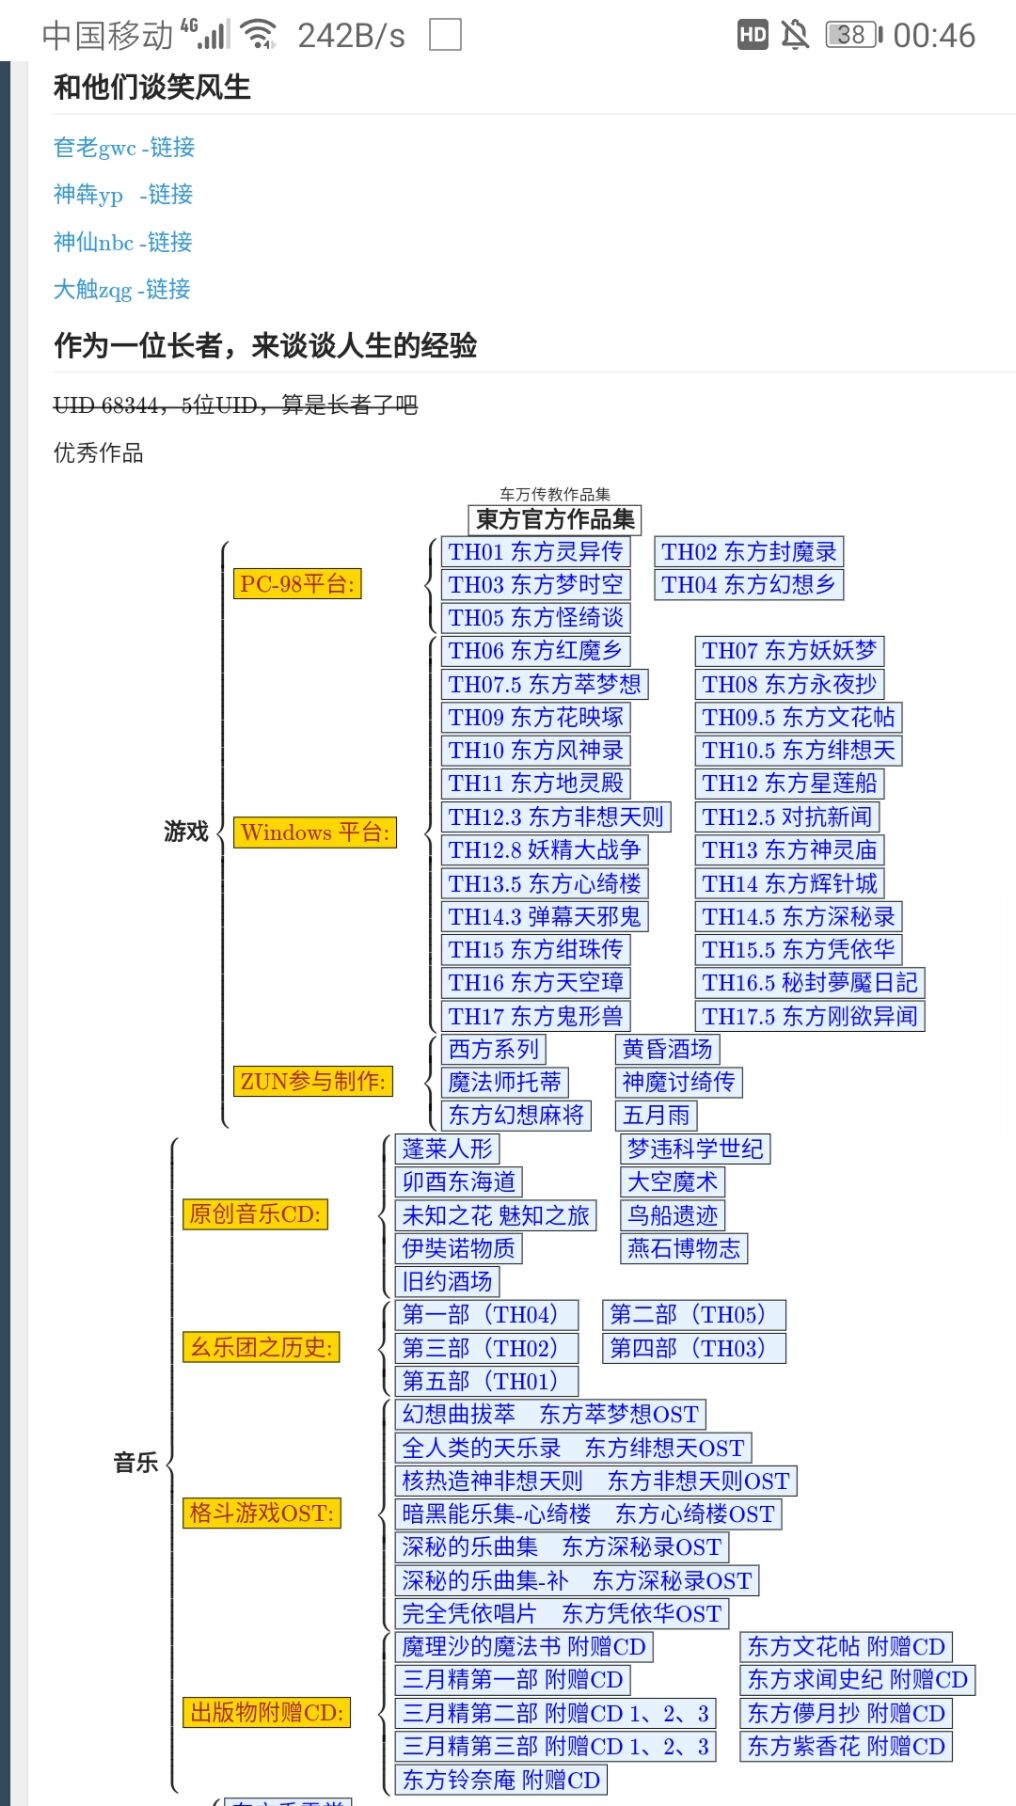 中国移动 4G 242B/s HD 38 00:46
和他们谈笑风生
奆老gwc -链接
神犇yp -链接
神仙nbc -链接
大触zqg -链接
作为一位长者，来谈谈人生的经验
UID 68344，5位UID，算是长者了吧
优秀作品
车万传教作品集
東方官方作品集
游戏
PC-98平台:
TH01 东方灵异传 TH02 东方封魔录
TH03 东方梦时空 TH04 东方幻想乡
TH05 东方怪绮谈
Windows 平台:
TH06 东方红魔乡 TH07 东方妖妖梦
TH07.5 东方萃梦想 TH08 东方永夜抄
TH09 东方花映塚 TH09.5 东方文花帖
TH10 东方风神录 TH10.5 东方绯想天
TH11 东方地灵殿 TH12 东方星莲船
TH12.3 东方非想天则 TH12.5 对抗新闻
TH12.8 妖精大战争 TH13 东方神灵庙
TH13.5 东方心绮楼 TH14 东方辉针城
TH14.3 弹幕天邪鬼 TH14.5 东方深秘录
TH15 东方绀珠传 TH15.5 东方凭依华
TH16 东方天空璋 TH16.5 秘封夢魘日記
TH17 东方鬼形兽 TH17.5 东方刚欲异闻
ZUN参与制作:
西方系列 黄昏酒场
魔法师托蒂 神魔讨绮传
东方幻想麻将 五月雨
音乐
原创音乐CD:
蓬莱人形 梦违科学世纪
卯酉东海道 大空魔术
未知之花 魅知之旅 鸟船遗迹
伊奘诺物质 燕石博物志
旧约酒场
幺乐团之历史:
第一部（TH04） 第二部（TH05）
第三部（TH02） 第四部（TH03）
第五部（TH01）
格斗游戏OST:
幻想曲拔萃 东方萃梦想OST
全人类的天乐录 东方绯想天OST
核热造神非想天则 东方非想天则OST
暗黑能乐集-心绮楼 东方心绮楼OST
深秘的乐曲集 东方深秘录OST
深秘的乐曲集-补 东方深秘录OST
完全凭依唱片 东方凭依华OST
出版物附赠CD:
魔理沙的魔法书 附赠CD 东方文花帖 附赠CD
三月精第一部 附赠CD 东方求闻史纪 附赠CD
三月精第二部 附赠CD 1、2、3 东方儚月抄 附赠CD
三月精第三部 附赠CD 1、2、3 东方紫香花 附赠CD
东方铃奈庵 附赠CD